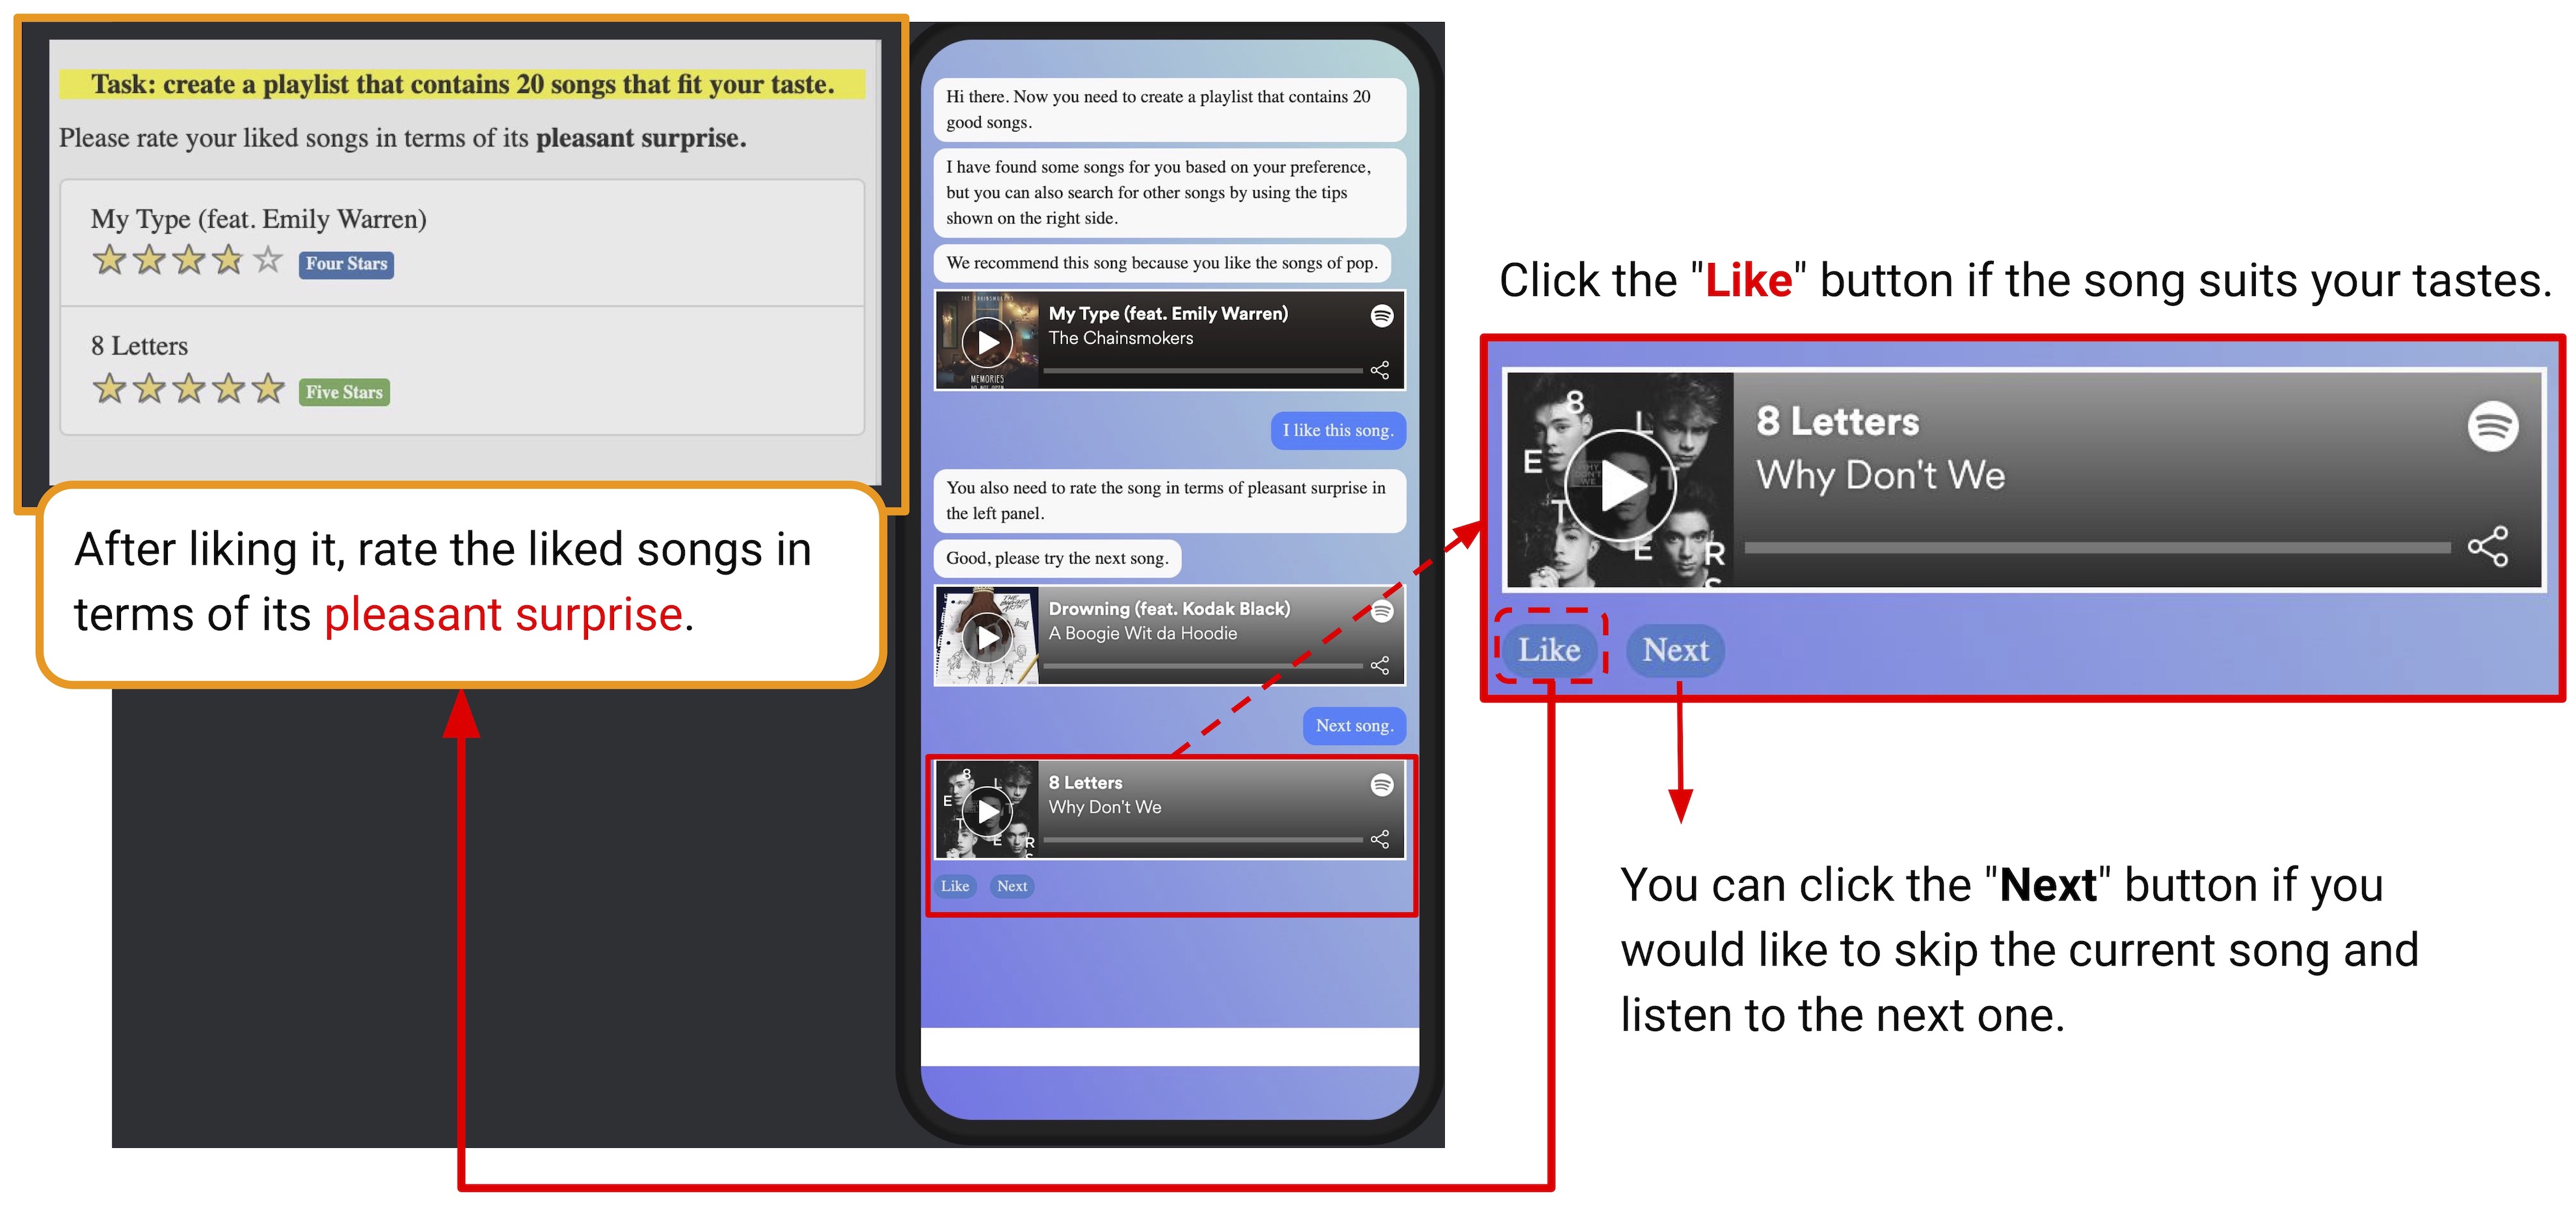 Task: create a playlist that contains 20 songs that fit your taste.
Please rate your liked songs in terms of its pleasant surprise.
My Type (feat. Emily Warren)
Four Stars
8 Letters
Five Stars
After liking it, rate the liked songs in
terms of its pleasant surprise.
Hi there. Now you need to create a playlist that contains 20
good songs.
I have found some songs for you based on your preference,
but you can also search for other songs by using the tips
shown on the right side.
We recommend this song because you like the songs of pop.
THE CHAINSMOKERS
MEMORIES
My Type (feat. Emily Warren)
The Chainsmokers
I like this song.
You also need to rate the song in terms of pleasant surprise in
the left panel.
Good, please try the next song.
Drowning (feat. Kodak Black)
A Boogie Wit da Hoodie
Next song.
8 L
E T
T
E R
S
8 Letters
Why Don't We
Like Next
Click the "Like" button if the song suits your tastes.
8 L
E T
T
E R
S
8 Letters
Why Don't We
Like Next
You can click the "Next" button if you
would like to skip the current song and
listen to the next one.